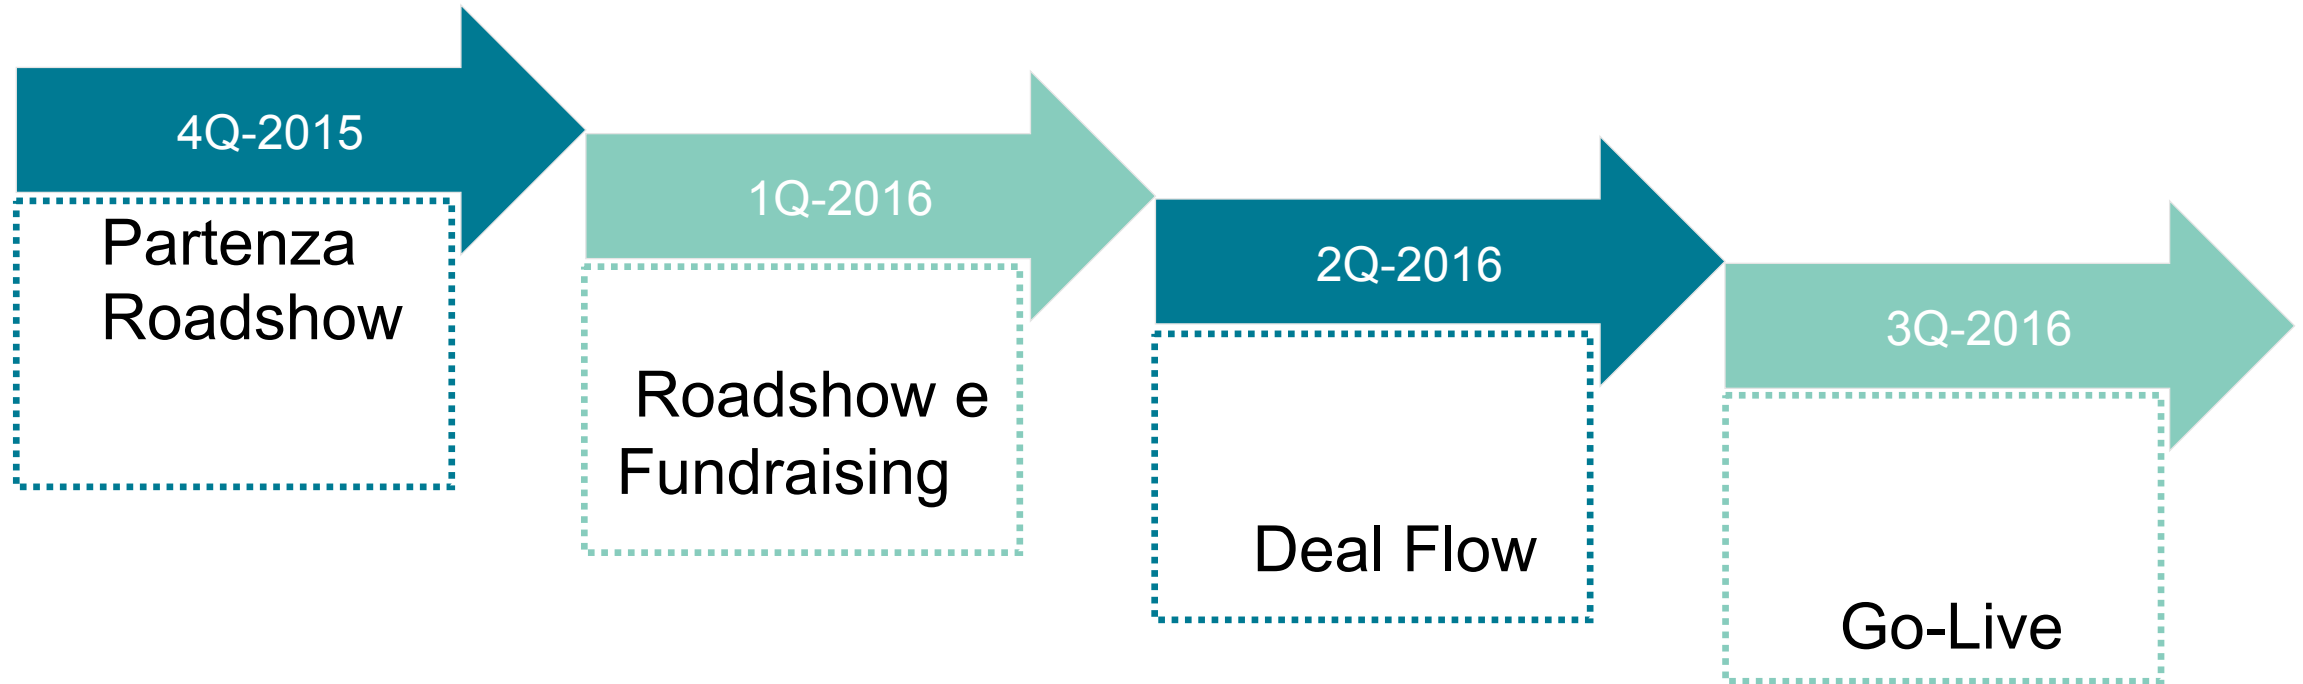 4Q-2015
Partenza
Roadshow
1Q-2016
Roadshow e
Fundraising
2Q-2016
Deal Flow
3Q-2016
Go-Live